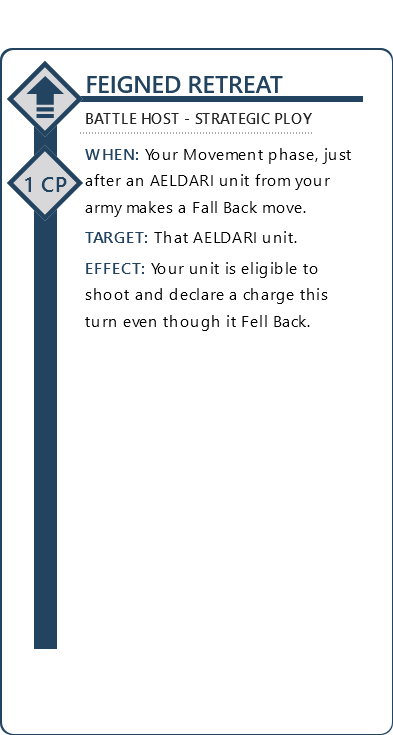 FEIGNED RETREAT
BATTLE HOST - STRATEGIC PLOY
1 CP
WHEN: Your Movement phase, just
after an AELDARI unit from your
army makes a Fall Back move.
TARGET: That AELDARI unit.
EFFECT: Your unit is eligible to
shoot and declare a charge this
turn even though it Fell Back.